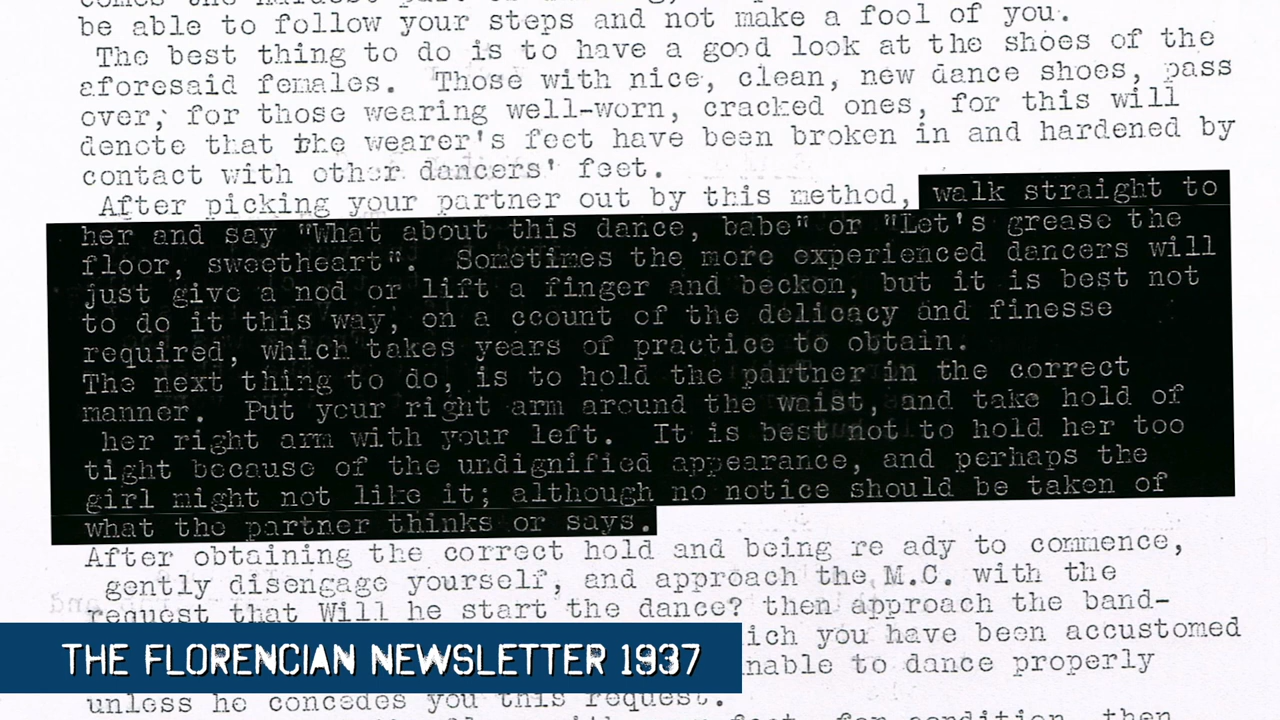 be able to follow your steps and not make a fool of you.
The best thing to do is to have a good look at the shoes of the
aforesaid females. Those with nice, clean, new dance shoes, pass
over, for those wearing well-worn, cracked ones, for this will
denote that the wearer's feet have been broken in and hardened by
contact with other dancers' feet.
After picking your partner out by this method, walk straight to
her and say "What about this dance, babe" or "Let's grease the
floor, sweetheart". Sometimes the more experienced dancers will
just give a nod or lift a finger and beckon, but it is best not
to do it this way, on a ccount of the delicacy and finesse
required, which takes years of practice to obtain.
The next thing to do, is to hold the partner in the correct
manner. Put your right arm around the waist, and take hold of
her right arm with your left. It is best not to hold her too
tight because of the undignified appearance, and perhaps the
girl might not like it; although no notice should be taken of
what the partner thinks or says.
After obtaining the correct hold and being re ady to commence,
gently disengage yourself, and approach the M.C. with the
request that Will he start the dance? then approach the band-
ich you have been accustomed
THE FLORENCIAN NEWSLETTER 1937
nable to dance properly
unless he concedes you this request.